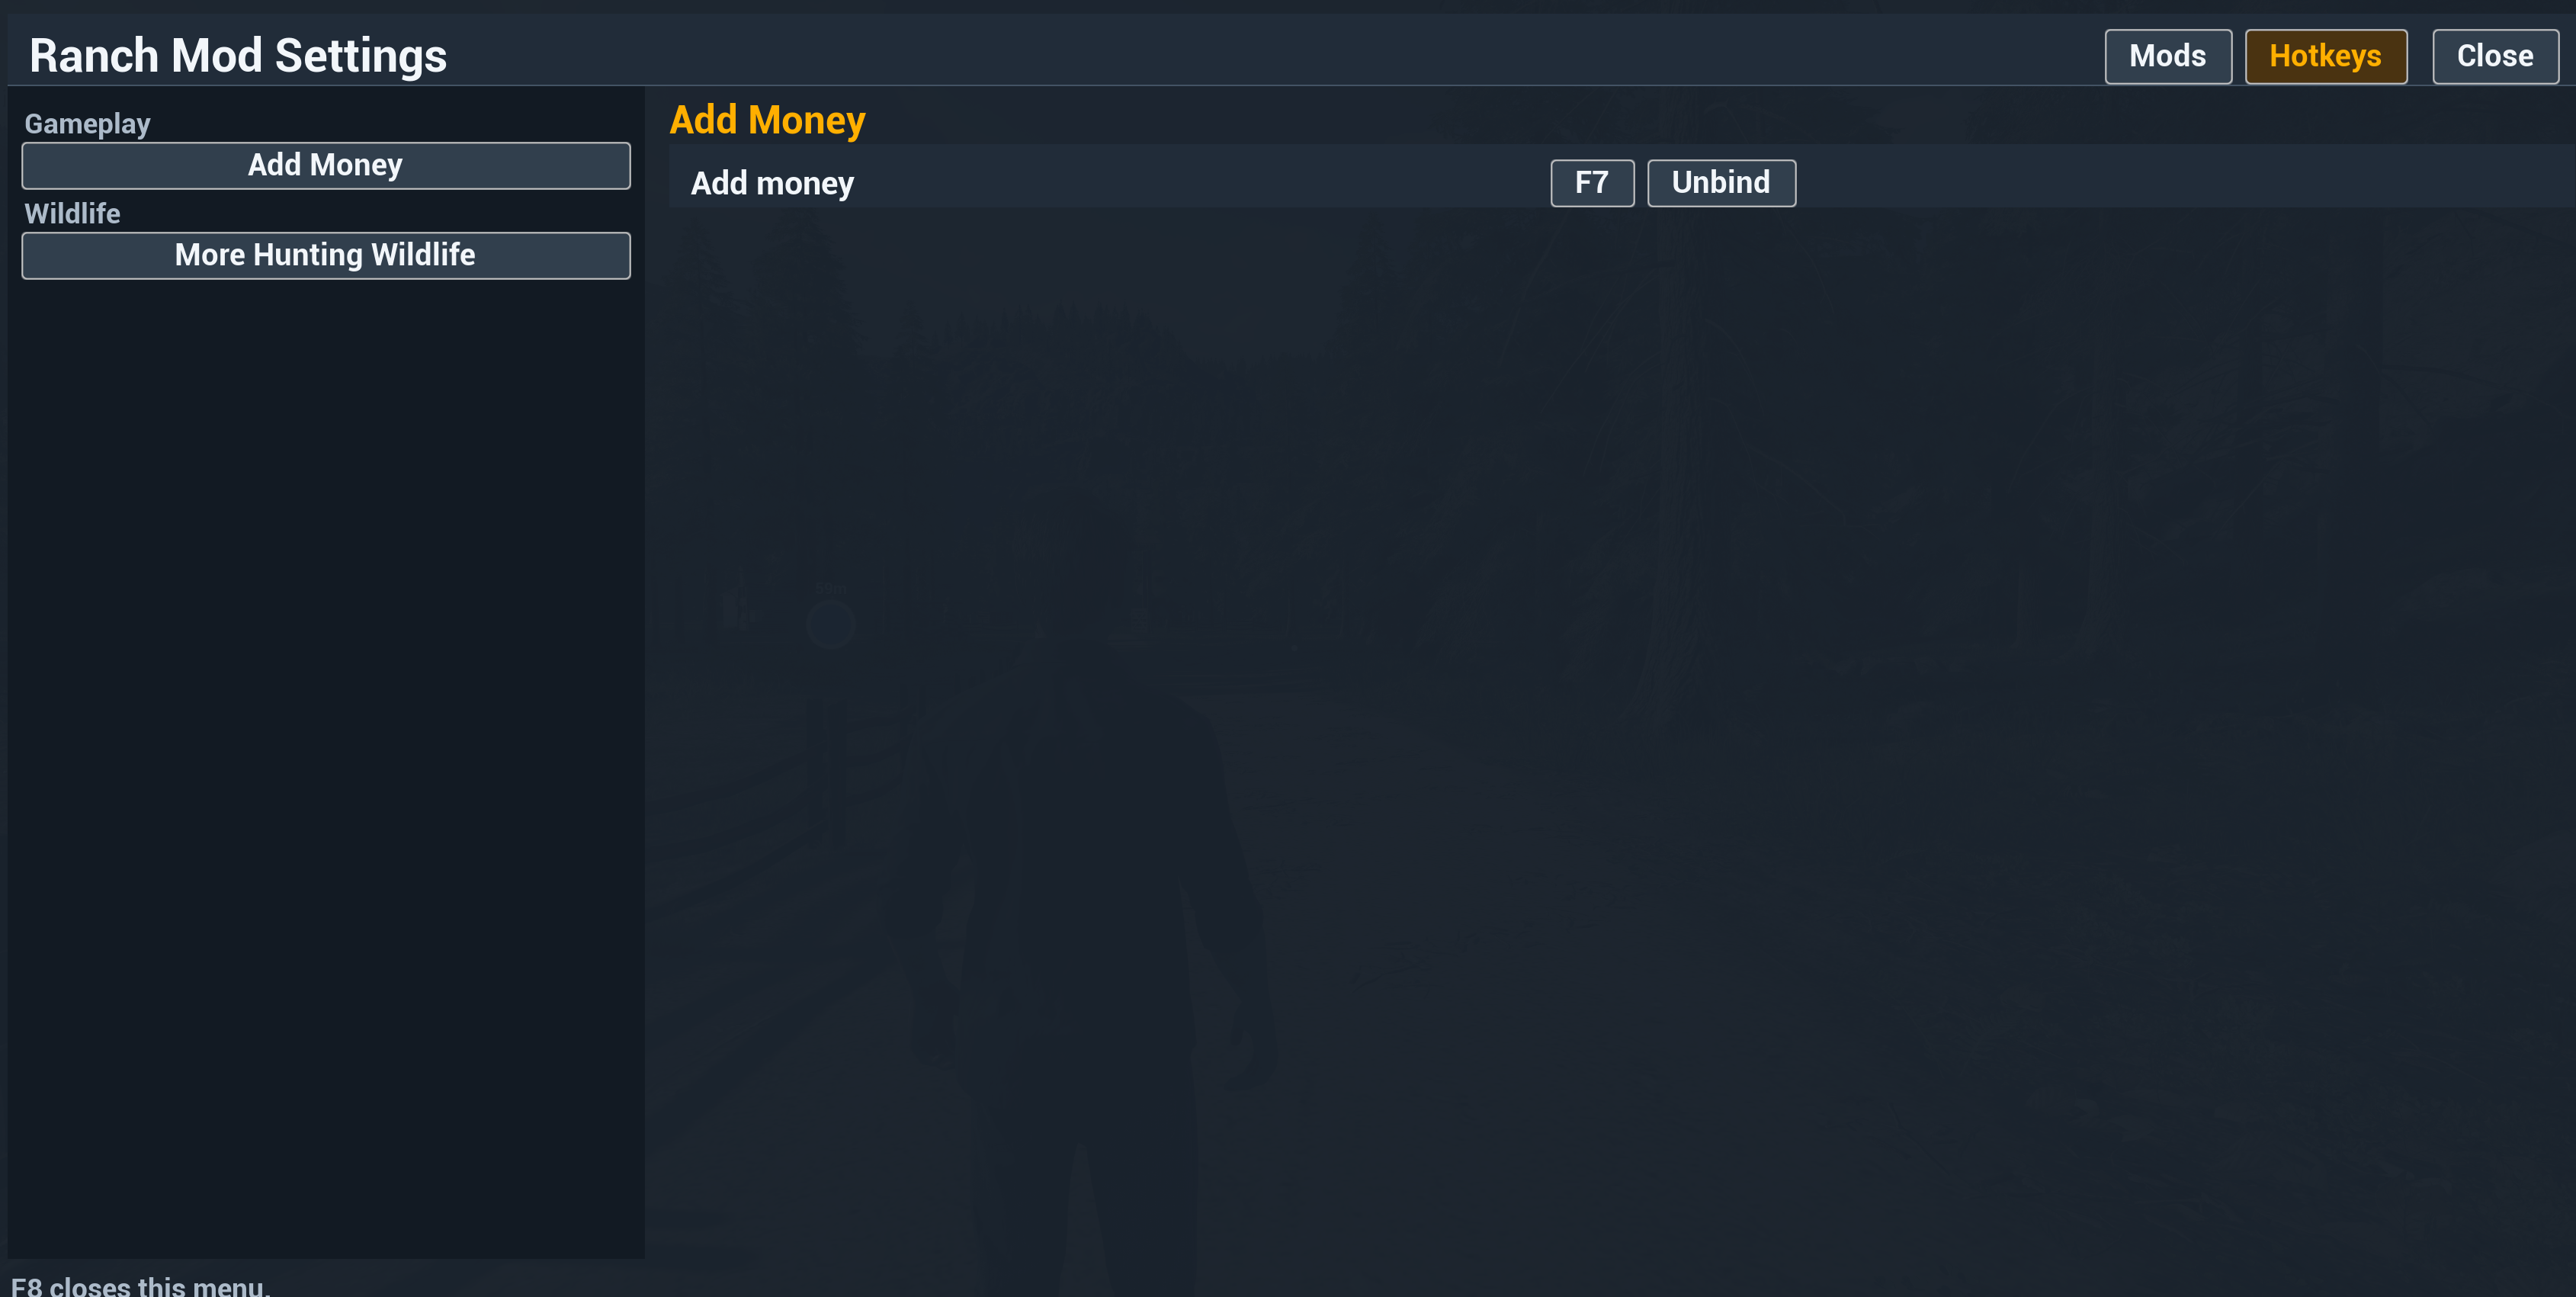 Ranch Mod Settings
Mods
Hotkeys
Close
Gameplay
Add Money
Wildlife
More Hunting Wildlife
Add Money
Add money
F7
Unbind
F8 closes this menu.